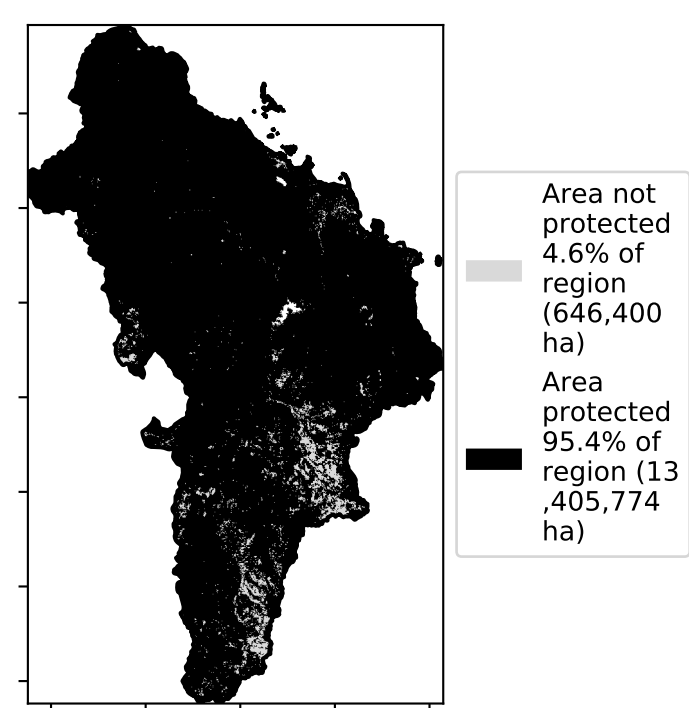 Area not
protected
4.6% of
region
(646,400
ha)
Area
protected
95.4% of
region (13
,405,774
ha)